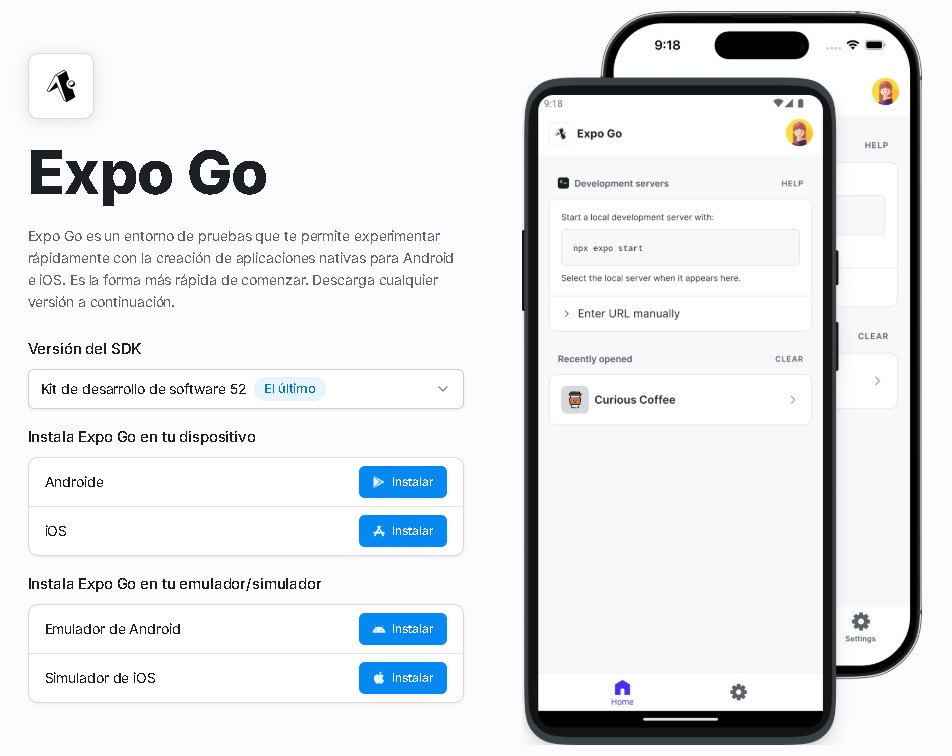 Expo Go
Expo Go es un entorno de pruebas que te permite experimentar
rápidamente con la creación de aplicaciones nativas para Android
e iOS. Es la forma más rápida de comenzar. Descarga cualquier
versión a continuación.
Versión del SDK
Kit de desarrollo de software 52 El último
Instala Expo Go en tu dispositivo
Androide Instalar
iOS Instalar
Instala Expo Go en tu emulador/simulador
Emulador de Android Instalar
Simulador de iOS Instalar
9:18
HELP
CLEAR
Settings
9:18
Expo Go
Development servers HELP
Start a local development server with:
npx expo start
Select the local server when it appears here.
Enter URL manually
Recently opened CLEAR
Curious Coffee
Home